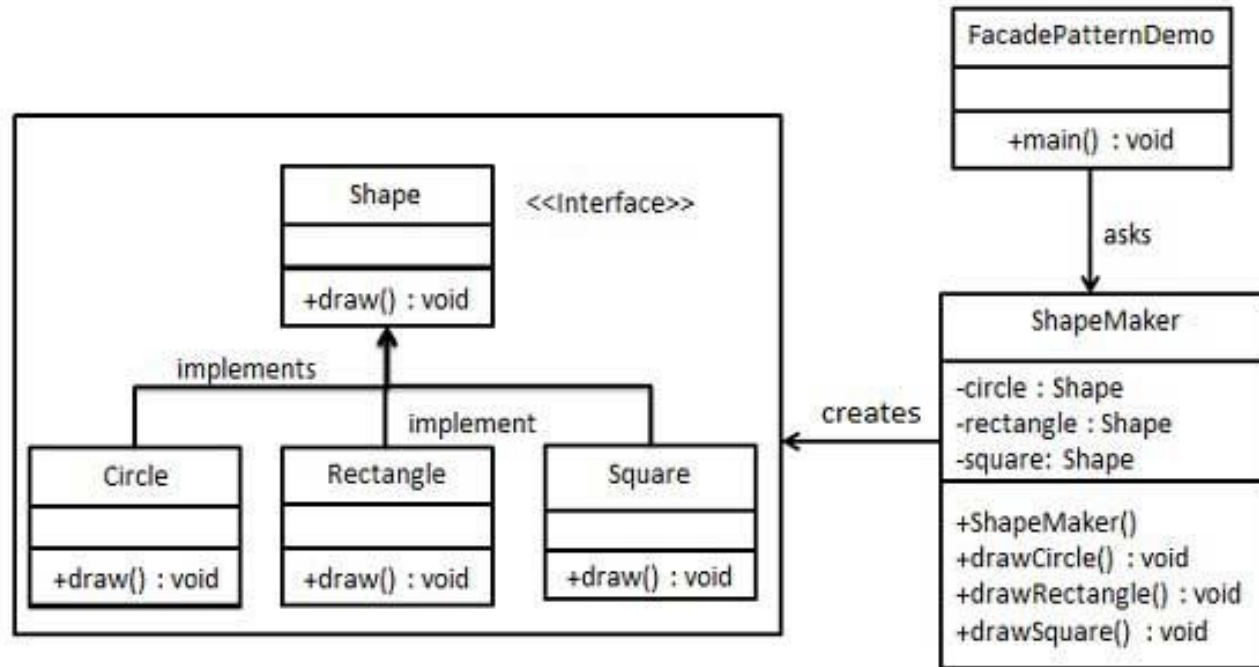 FacadePatternDemo
+main() : void
asks
Shape
<<Interface>>
+draw() : void
implements
implement
Circle
+draw() : void
Rectangle
+draw() : void
Square
+draw() : void
creates
ShapeMaker
-circle : Shape
-rectangle : Shape
-square: Shape
+ShapeMaker()
+drawCircle() : void
+drawRectangle() : void
+drawSquare() : void